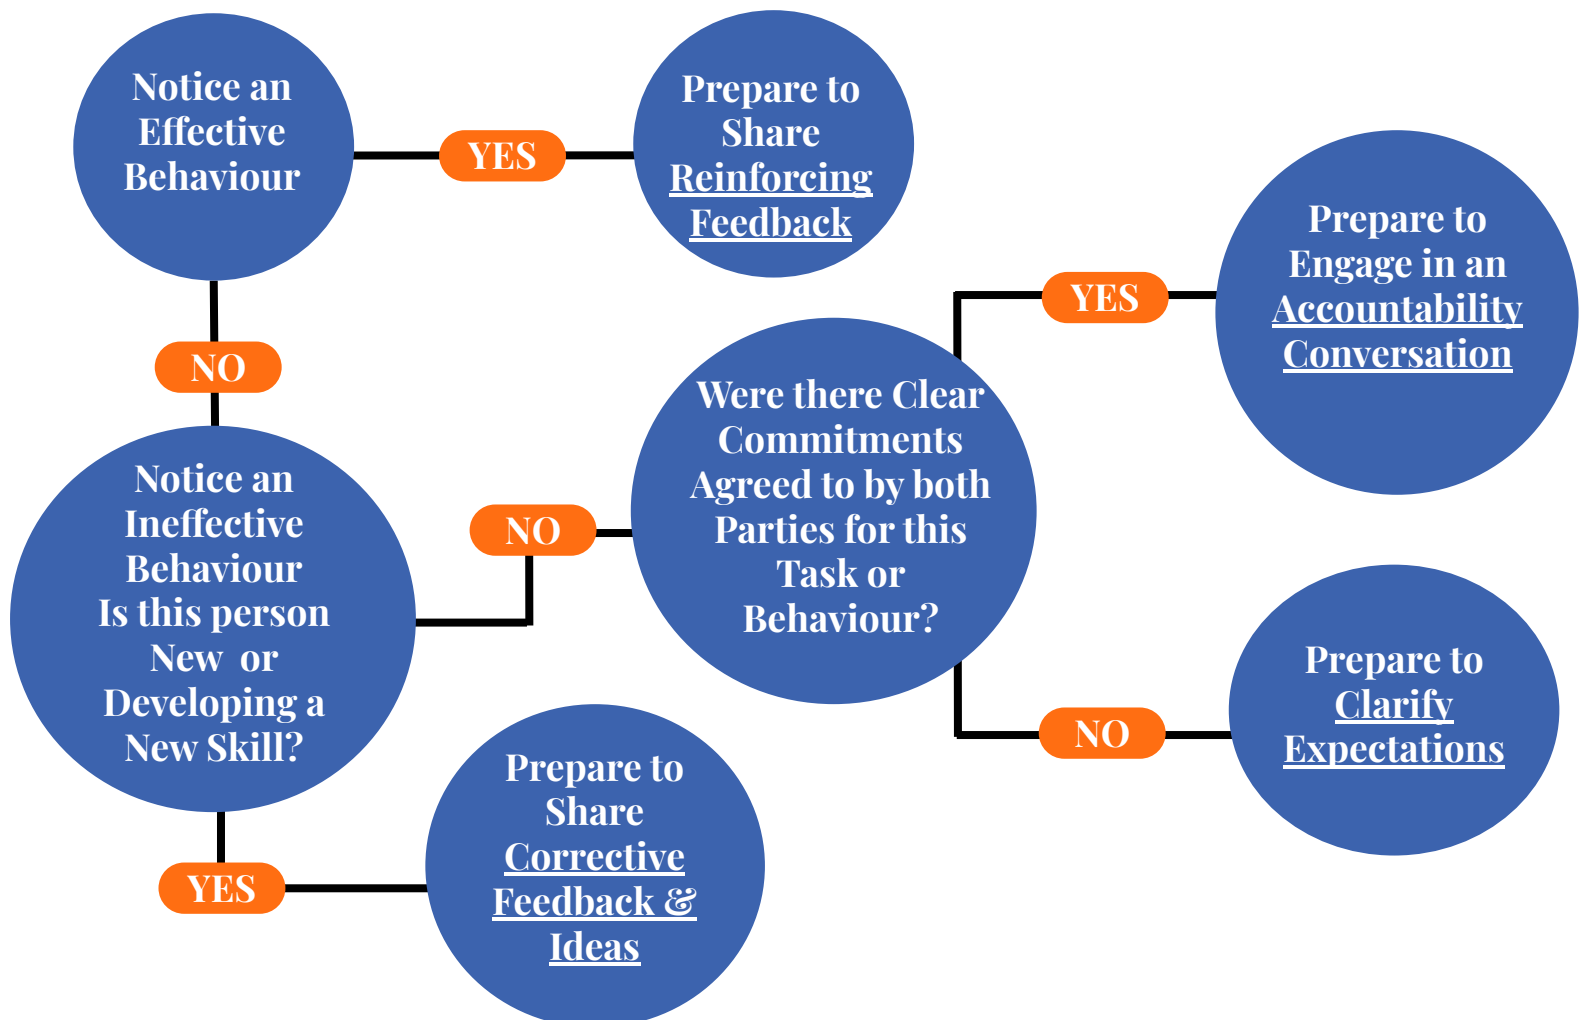 Notice an
Effective
Behaviour
YES
Prepare to
Share
Reinforcing
Feedback
NO
Notice an
Ineffective
Behaviour
Is this person
New or
Developing a
New Skill?
NO
Were there Clear
Commitments
Agreed to by both
Parties for this
Task or
Behaviour?
YES
Prepare to
Engage in an
Accountability
Conversation
NO
Prepare to
Clarify
Expectations
YES
Prepare to
Share
Corrective
Feedback &
Ideas